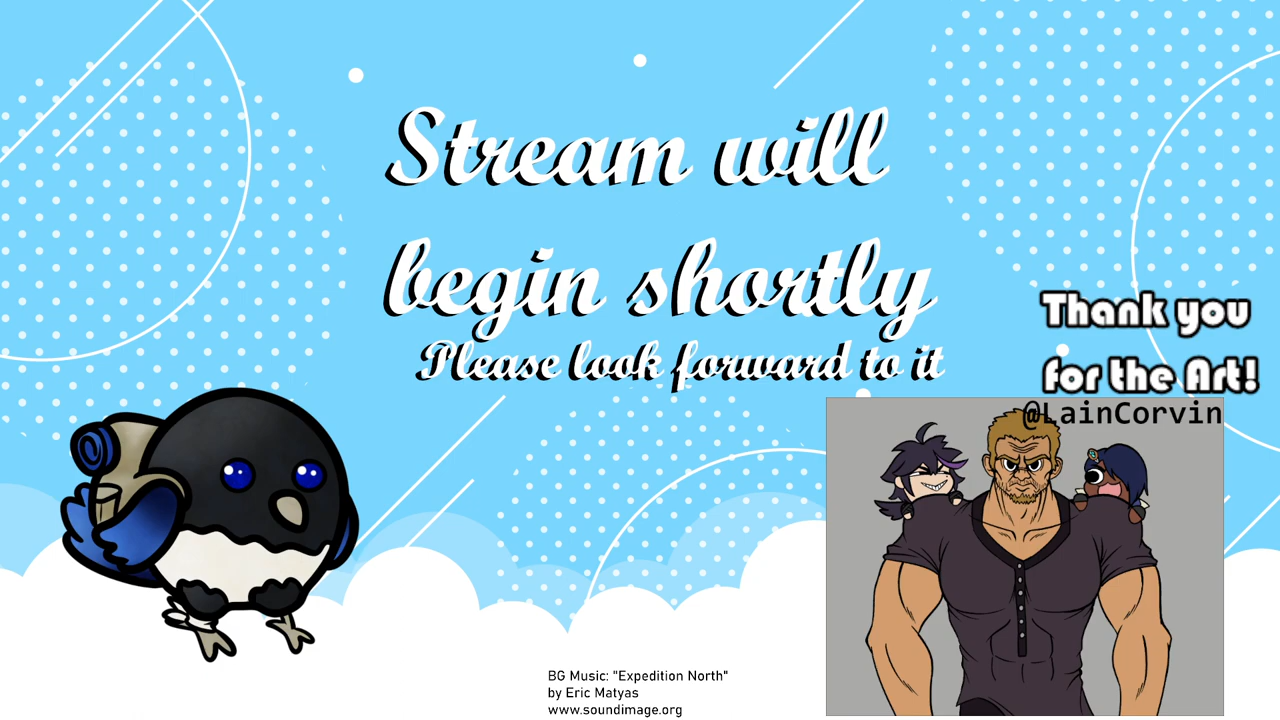 Stream will
begin shortly
Please look forward to it
Thank you
for the Art!
@LainCorvin
BG Music: "Expedition North"
by Eric Matyas
www.soundimage.org